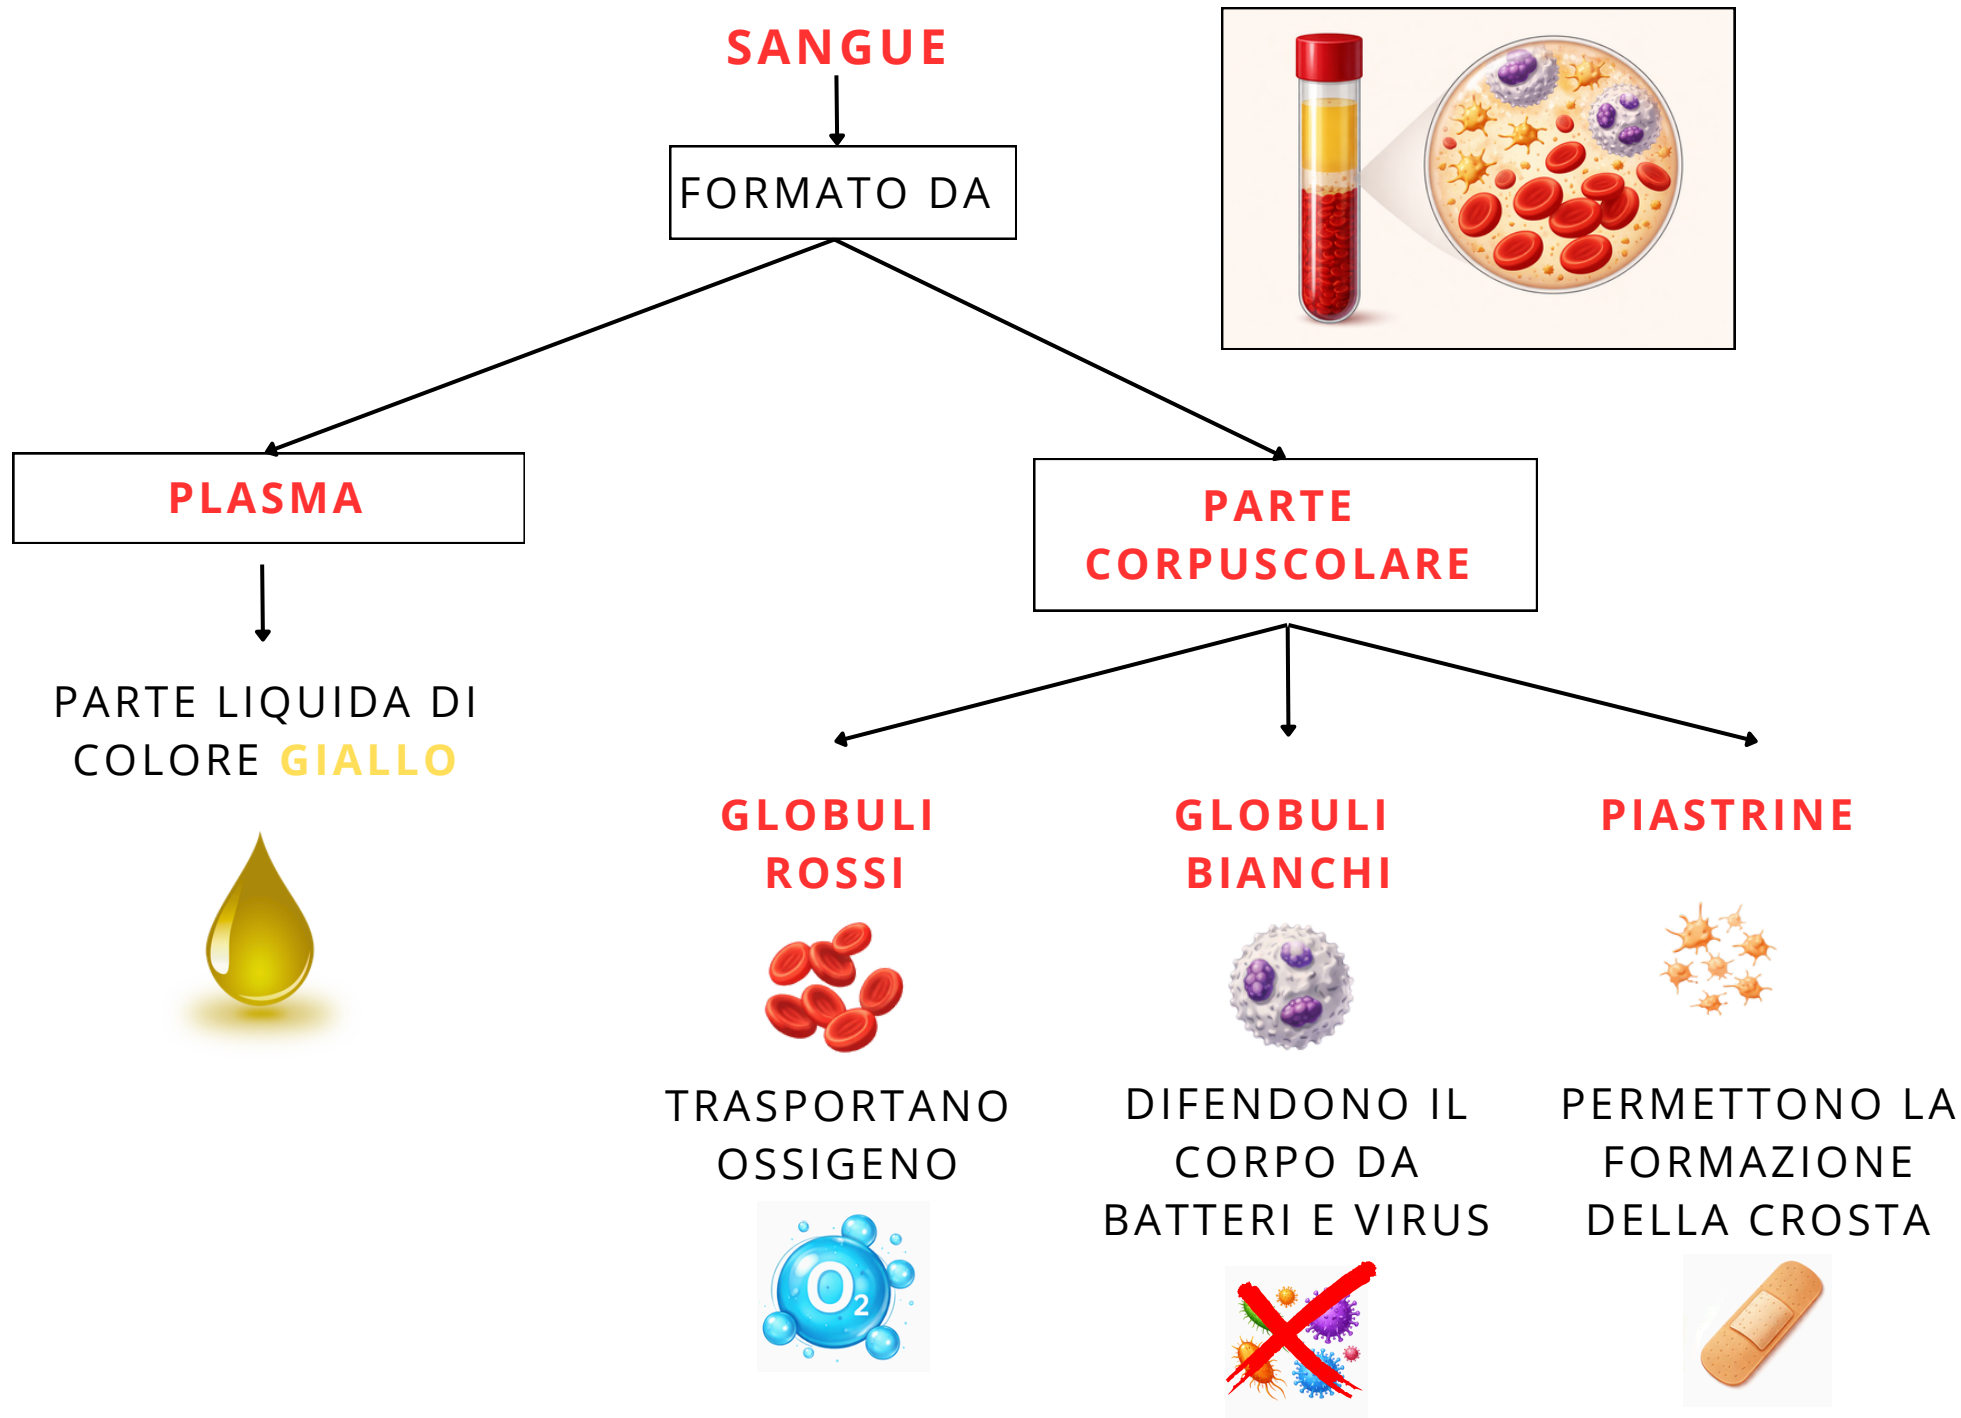 SANGUE
FORMATO DA
PLASMA
PARTE
CORPUSCOLARE
PARTE LIQUIDA DI
COLORE GIALLO
GLOBULI
ROSSI
GLOBULI
BIANCHI
PIASTRINE
TRASPORTANO
OSSIGENO
DIFENDONO IL
CORPO DA
BATTERI E VIRUS
PERMETTONO LA
FORMAZIONE
DELLA CROSTA
O2